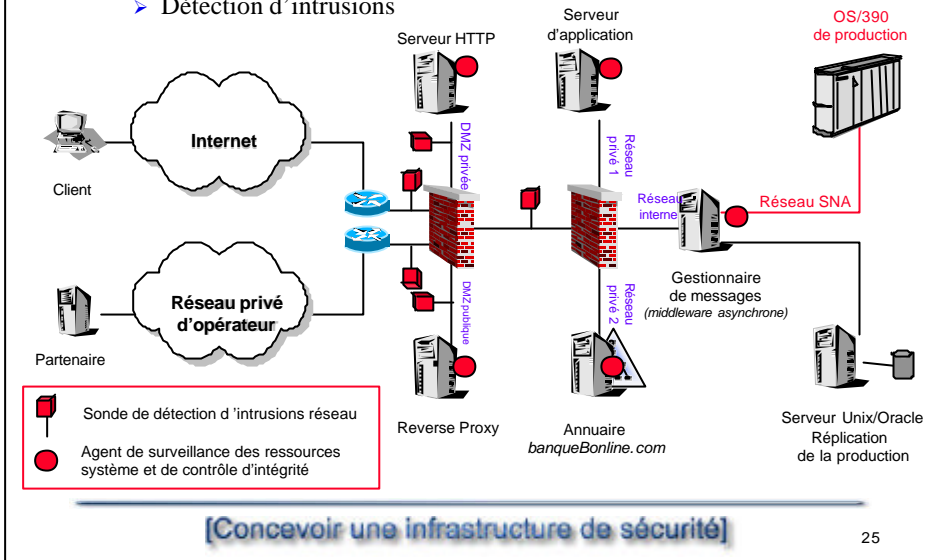 ➢ Détection d'intrusions
Serveur HTTP
Serveur
d'application
OS/390
de production
Internet
Client
DMZ privée
Réseau
privé 1
Réseau
interne
Réseau SNA
Réseau privé
d'opérateur
Partenaire
DMZ publique
Réseau
privé 2
Gestionnaire
de messages
(middleware asynchrone)
Reverse Proxy
Annuaire
banqueBonline.com
Serveur Unix/Oracle
Réplication
de la production
Sonde de détection d 'intrusions réseau
Agent de surveillance des ressources
système et de contrôle d'intégrité
[Concevoir une infrastructure de sécurité]
25